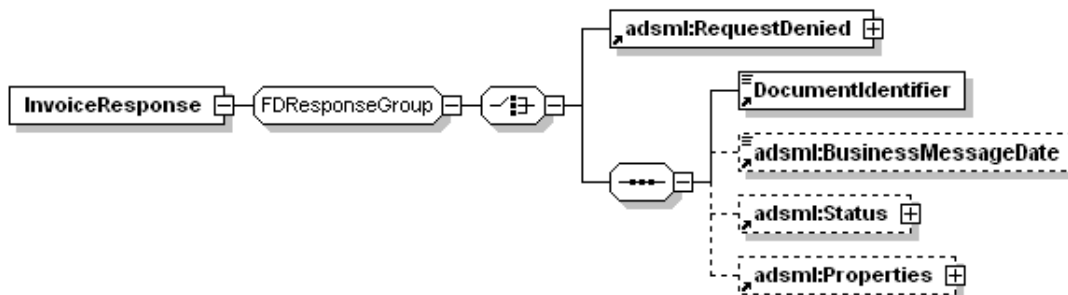 adsml:RequestDenied
InvoiceResponse
FDResponseGroup
DocumentIdentifier
adsml:BusinessMessageDate
adsml:Status
adsml:Properties